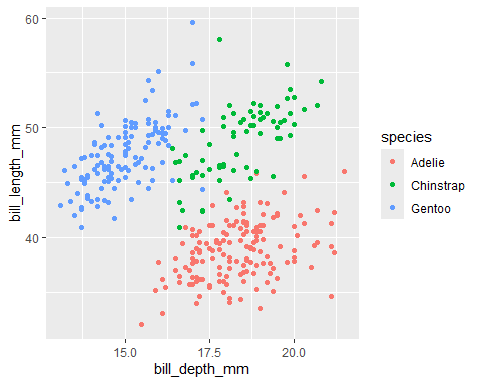 60
50
40
bill_length_mm
15.0
17.5
20.0
bill_depth_mm
species
Adelie
Chinstrap
Gentoo